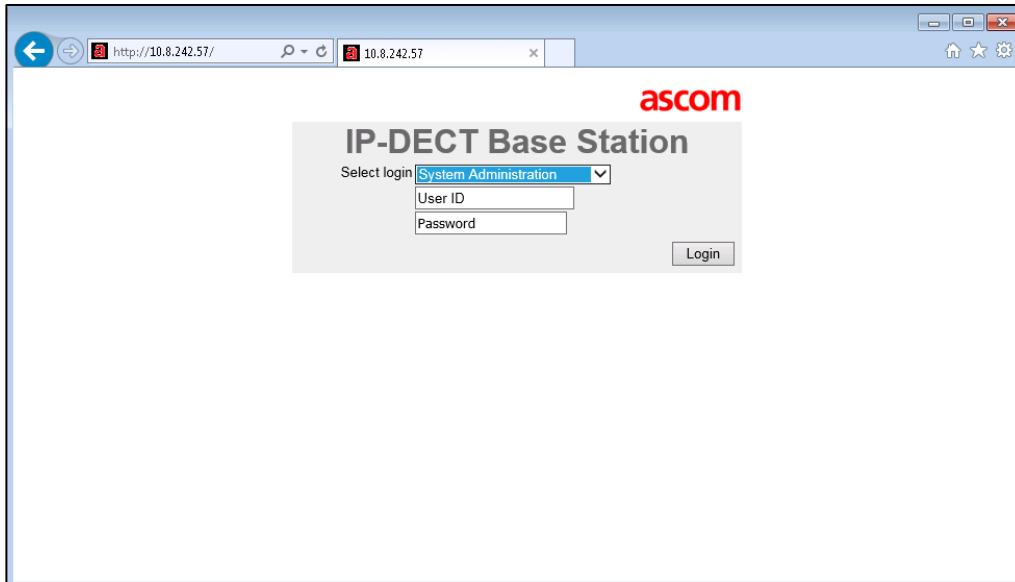 http://10.8.242.57/
10.8.242.57
ascom
IP-DECT Base Station
Select login System Administration
User ID
Password
Login